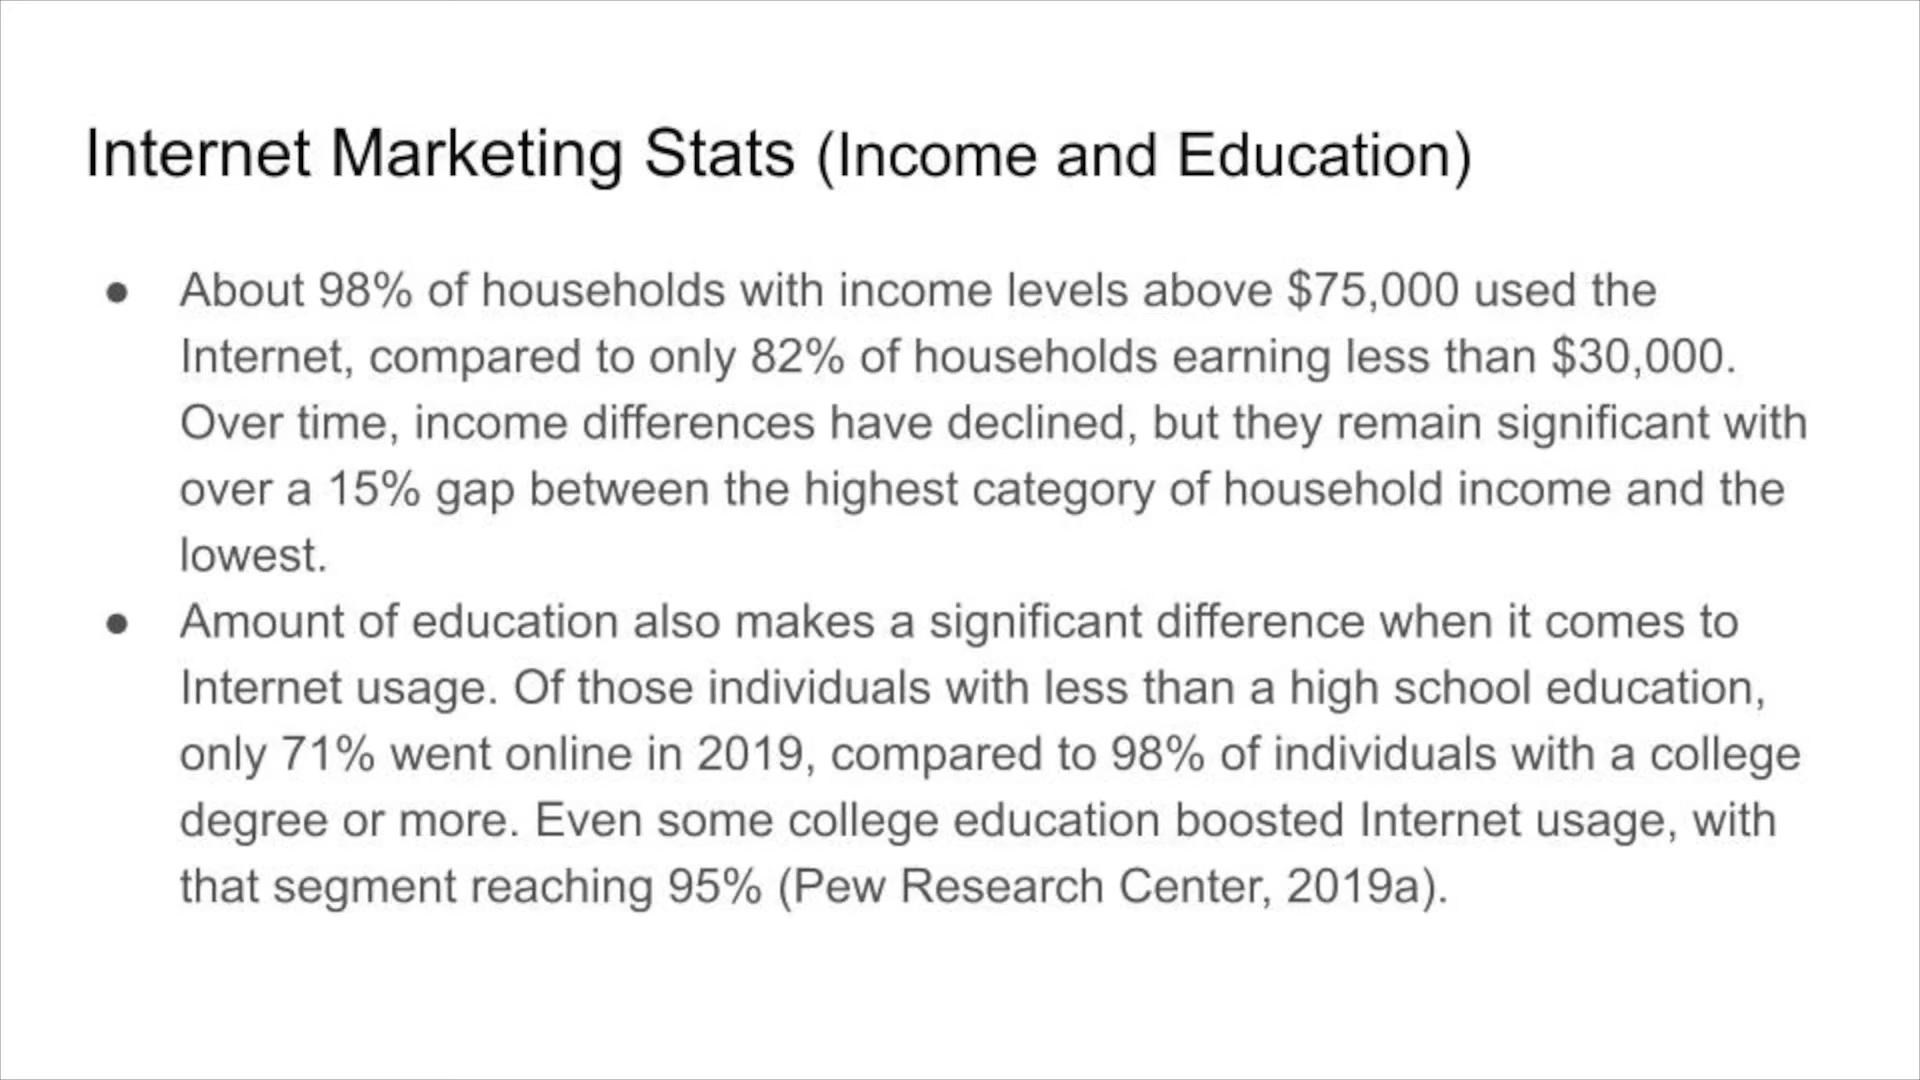 Internet Marketing Stats (Income and Education)
● About 98% of households with income levels above $75,000 used the
Internet, compared to only 82% of households earning less than $30,000.
Over time, income differences have declined, but they remain significant with
over a 15% gap between the highest category of household income and the
lowest.
● Amount of education also makes a significant difference when it comes to
Internet usage. Of those individuals with less than a high school education,
only 71% went online in 2019, compared to 98% of individuals with a college
degree or more. Even some college education boosted Internet usage, with
that segment reaching 95% (Pew Research Center, 2019a).